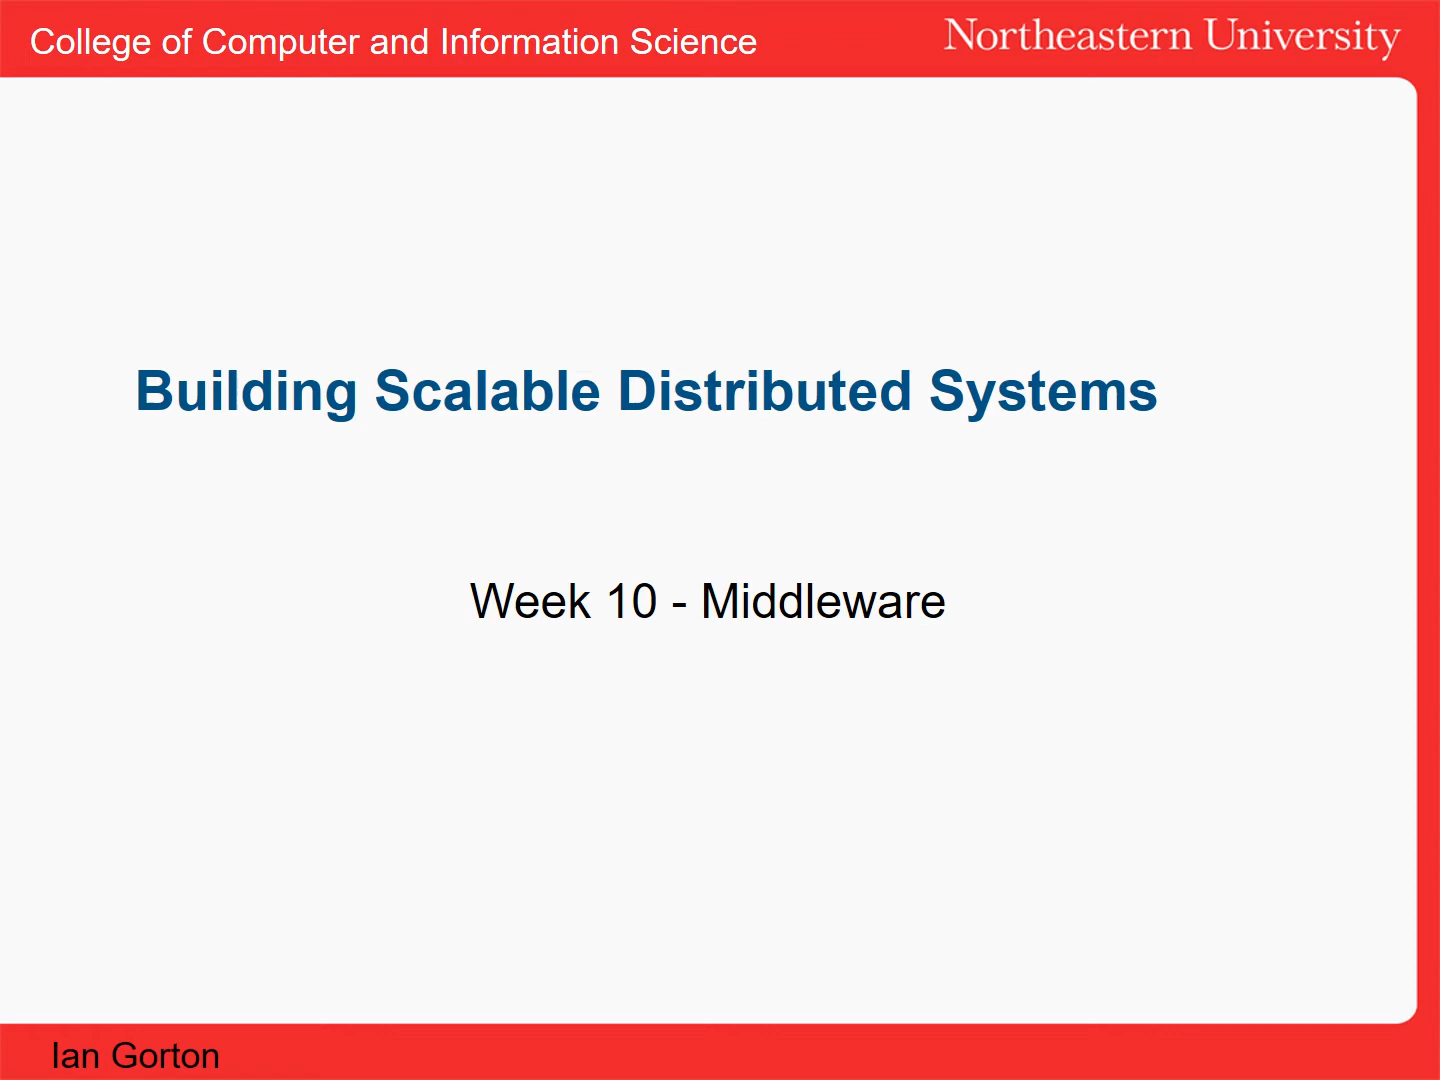 College of Computer and Information Science
Northeastern University
Building Scalable Distributed Systems
Week 10 - Middleware
Ian Gorton